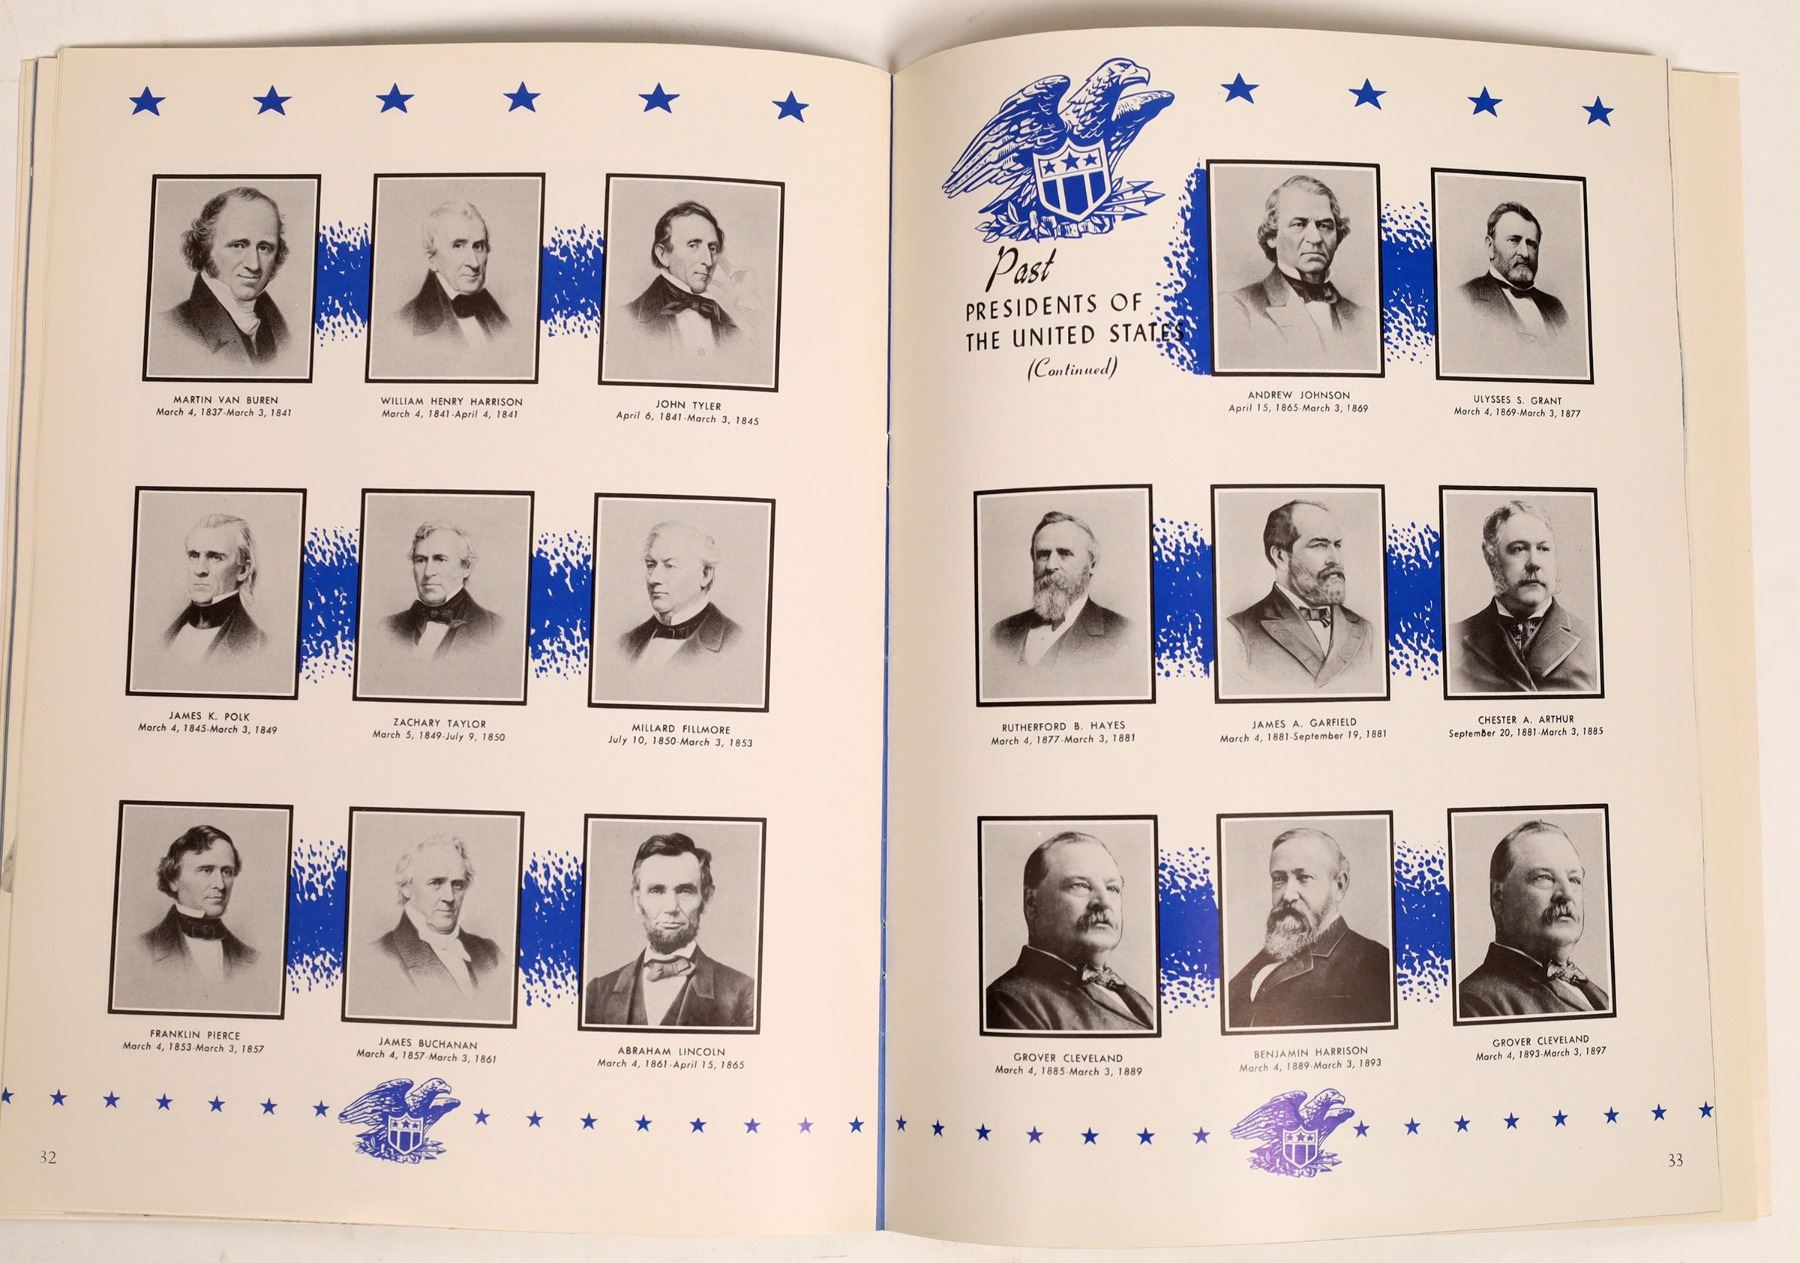 MARTIN VAN BUREN
March 4, 1837-March 3, 1841
WILLIAM HENRY HARRISON
March 4, 1841-April 4, 1841
JOHN TYLER
April 6, 1841-March 3, 1845
JAMES K. POLK
March 4, 1845-March 3, 1849
ZACHARY TAYLOR
March 5, 1849-July 9, 1850
MILLARD FILLMORE
July 10, 1850-March 3, 1853
FRANKLIN PIERCE
March 4, 1853-March 3, 1857
JAMES BUCHANAN
March 4, 1857-March 3, 1861
ABRAHAM LINCOLN
March 4, 1861-April 15, 1865
32
Past
PRESIDENTS OF
THE UNITED STATES
(Continued)
ANDREW JOHNSON
April 15, 1865-March 3, 1869
ULYSSES S. GRANT
March 4, 1869-March 3, 1877
RUTHERFORD B. HAYES
March 4, 1877-March 3, 1881
JAMES A. GARFIELD
March 4, 1881-September 19, 1881
CHESTER A. ARTHUR
September 20, 1881-March 3, 1885
GROVER CLEVELAND
March 4, 1885-March 3, 1889
BENJAMIN HARRISON
March 4, 1889-March 3, 1893
GROVER CLEVELAND
March 4, 1893-March 3, 1897
33